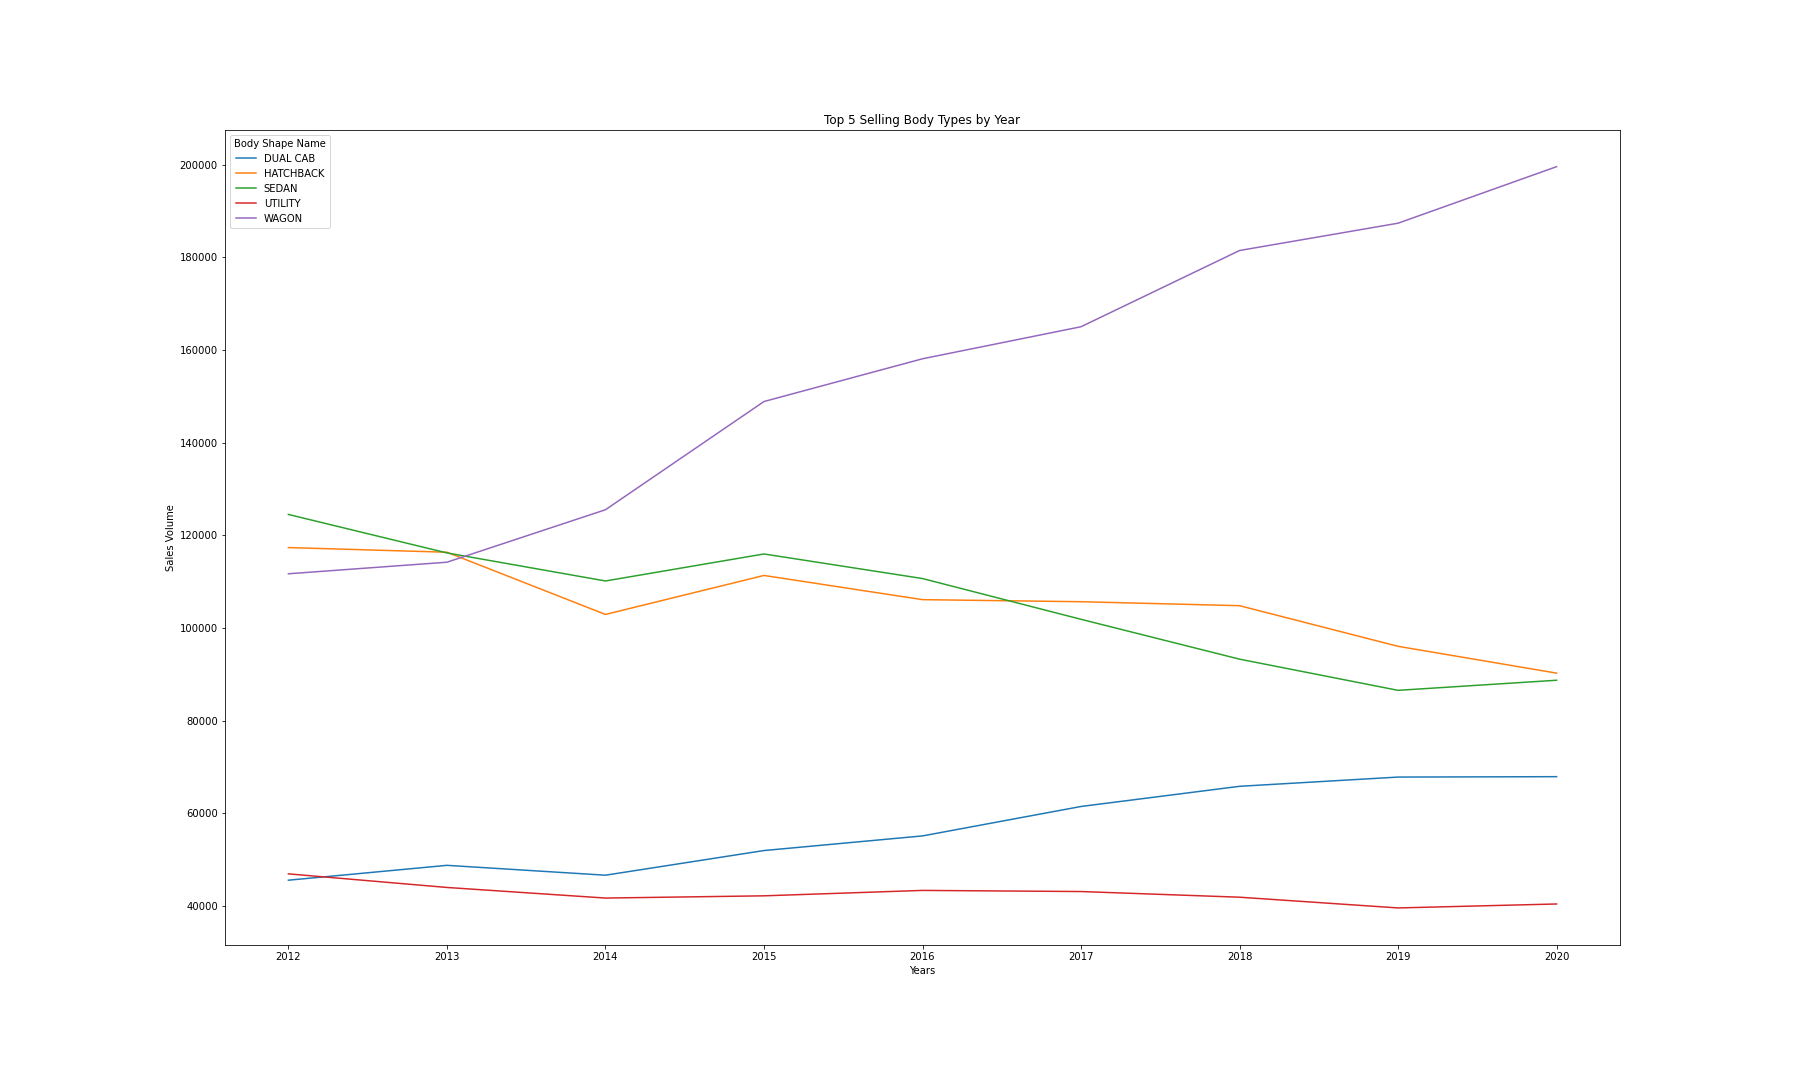 Top 5 Selling Body Types by Year
Body Shape Name
DUAL CAB
HATCHBACK
SEDAN
UTILITY
WAGON
200000
180000
160000
140000
120000
100000
80000
60000
40000
Sales Volume
2012 2013 2014 2015 2016 2017 2018 2019 2020
Years